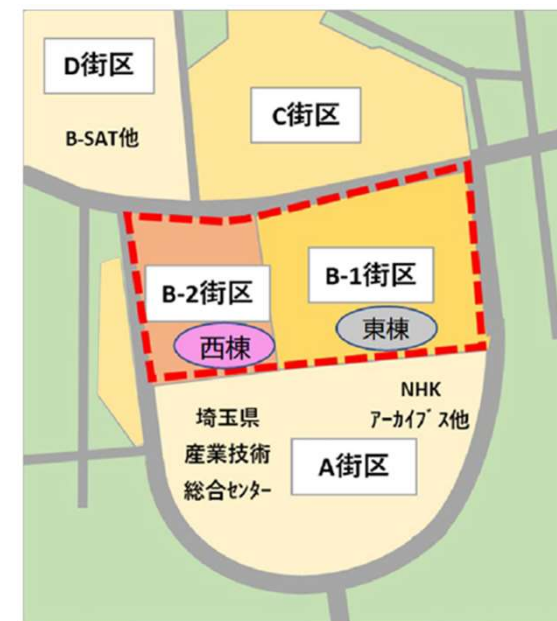 D街区
B-SAT他
C街区
B-1街区
東棟
B-2街区
西棟
埼玉県
産業技術
総合ｾﾝﾀｰ
NHK
ｱｰｶｲﾌﾞｽ他
A街区